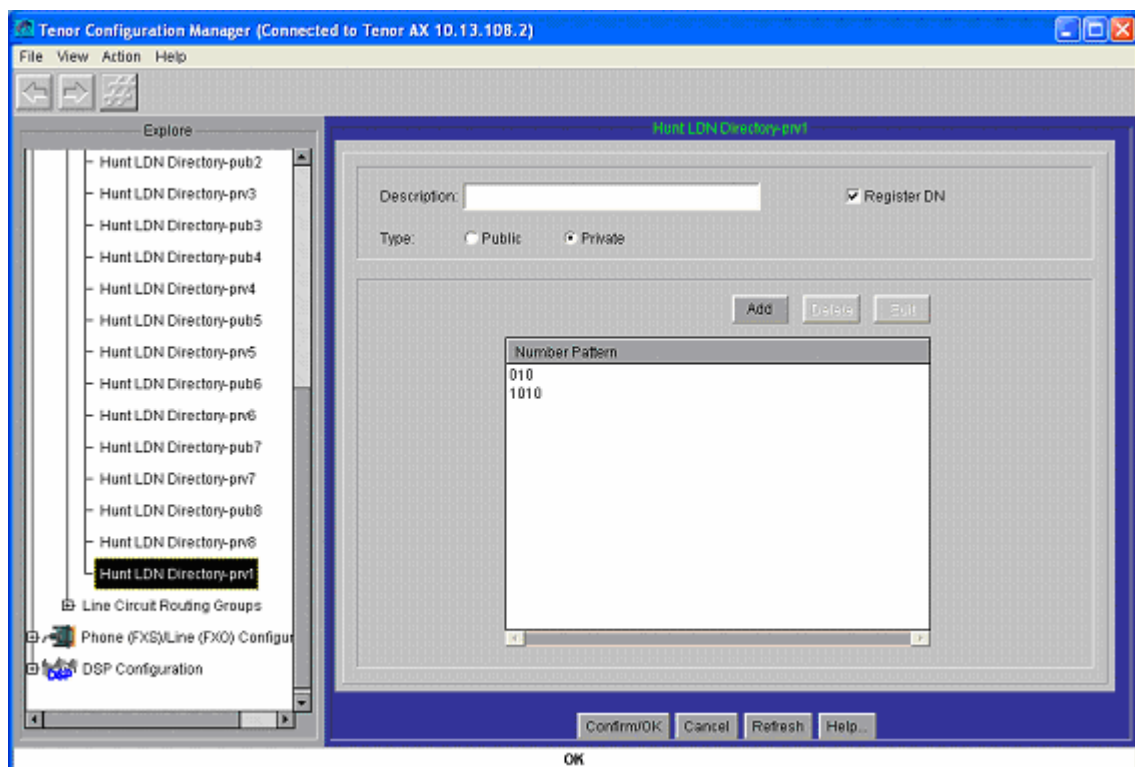 Tenor Configuration Manager (Connected to Tenor AX 10.13.108.2)
File View Action Help
Explore
Hunt LDN Directory-pub2
Hunt LDN Directory-prv3
Hunt LDN Directory-pub3
Hunt LDN Directory-pub4
Hunt LDN Directory-prv4
Hunt LDN Directory-pub5
Hunt LDN Directory-prv5
Hunt LDN Directory-pub6
Hunt LDN Directory-prv6
Hunt LDN Directory-pub7
Hunt LDN Directory-prv7
Hunt LDN Directory-pub8
Hunt LDN Directory-prv8
Hunt LDN Directory-prv1
Line Circuit Routing Groups
Phone (FXS)/Line (FXO) Configur
DSP DSP Configuration
Hunt LDN Directory-prv1
Description: Register DN
Type: Public Private
Add Delete Edit
Number Pattern
010
1010
Confirm/OK Cancel Refresh Help...
OK